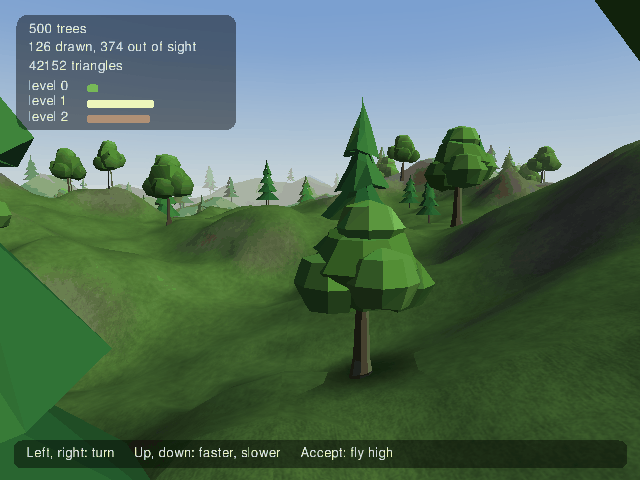 500 trees
126 drawn, 374 out of sight
42152 triangles
level 0
level 1
level 2
Left, right: turn Up, down: faster, slower Accept: fly high